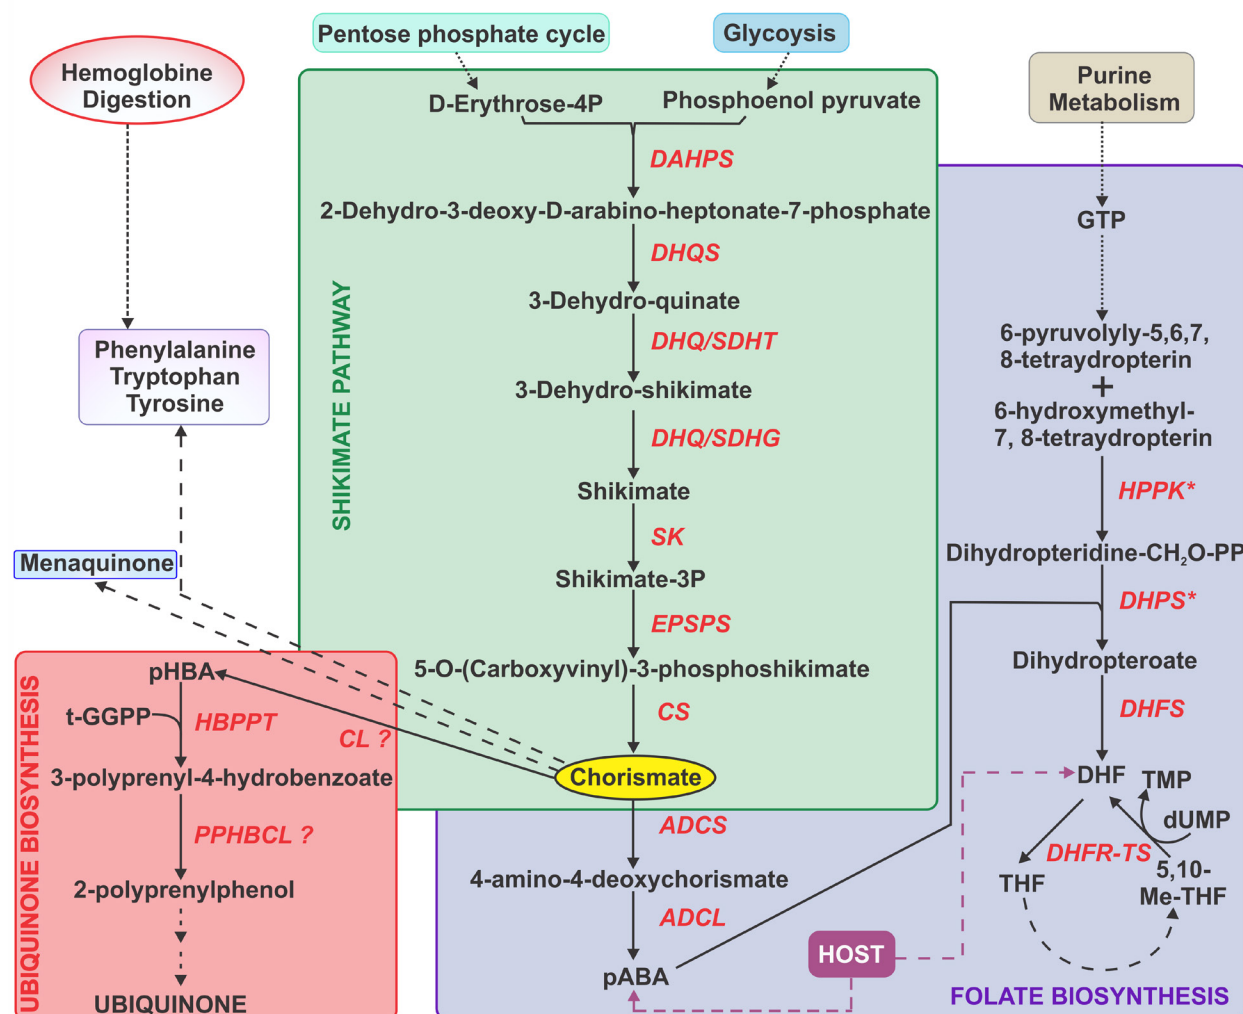 Pentose phosphate cycle
Glycoysis
Hemoglobine
Digestion
Purine
Metabolism
D-Erythrose-4P
Phosphoenol pyruvate
DAHPS
2-Dehydro-3-deoxy-D-arabino-heptonate-7-phosphate
DHQS
3-Dehydro-quinate
DHQ/SDHT
3-Dehydro-shikimate
DHQ/SDHG
Shikimate
SK
Shikimate-3P
EPSPS
5-O-(Carboxyvinyl)-3-phosphoshikimate
CS
Chorismate
SHIKIMATE PATHWAY
Phenylalanine
Tryptophan
Tyrosine
Menaquinone
pHBA
t-GGPP
HBPPT
CL ?
3-polyprenyl-4-hydrobenzoate
PPHBCL ?
2-polyprenylphenol
UBIQUINONE
UBIQUINONE BIOSYNTHESIS
ADCS
4-amino-4-deoxychorismate
ADCL
pABA
HOST
GTP
6-pyruvolyly-5,6,7,
8-tetraydropterin
+
6-hydroxymethyl-
7, 8-tetraydropterin
HPPK*
Dihydropteridine-CH₂O-PP
DHPS*
Dihydropteroate
DHFS
DHF
TMP
dUMP
DHFR-TS
THF
5,10-
Me-THF
FOLATE BIOSYNTHESIS